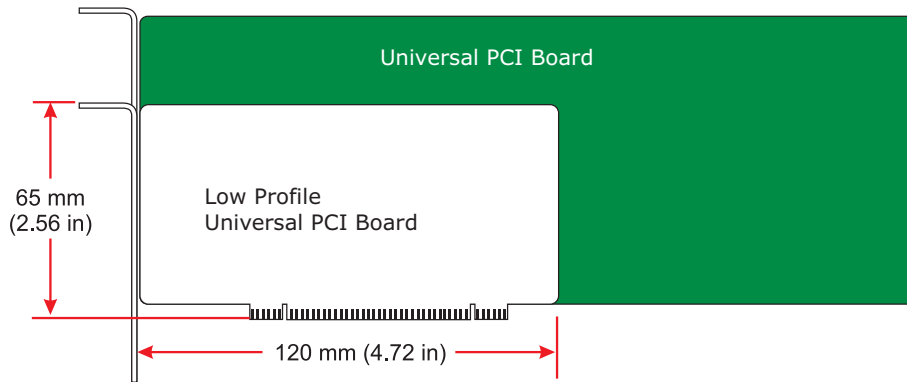 Universal PCI Board
65 mm
(2.56 in)
Low Profile
Universal PCI Board
120 mm (4.72 in)